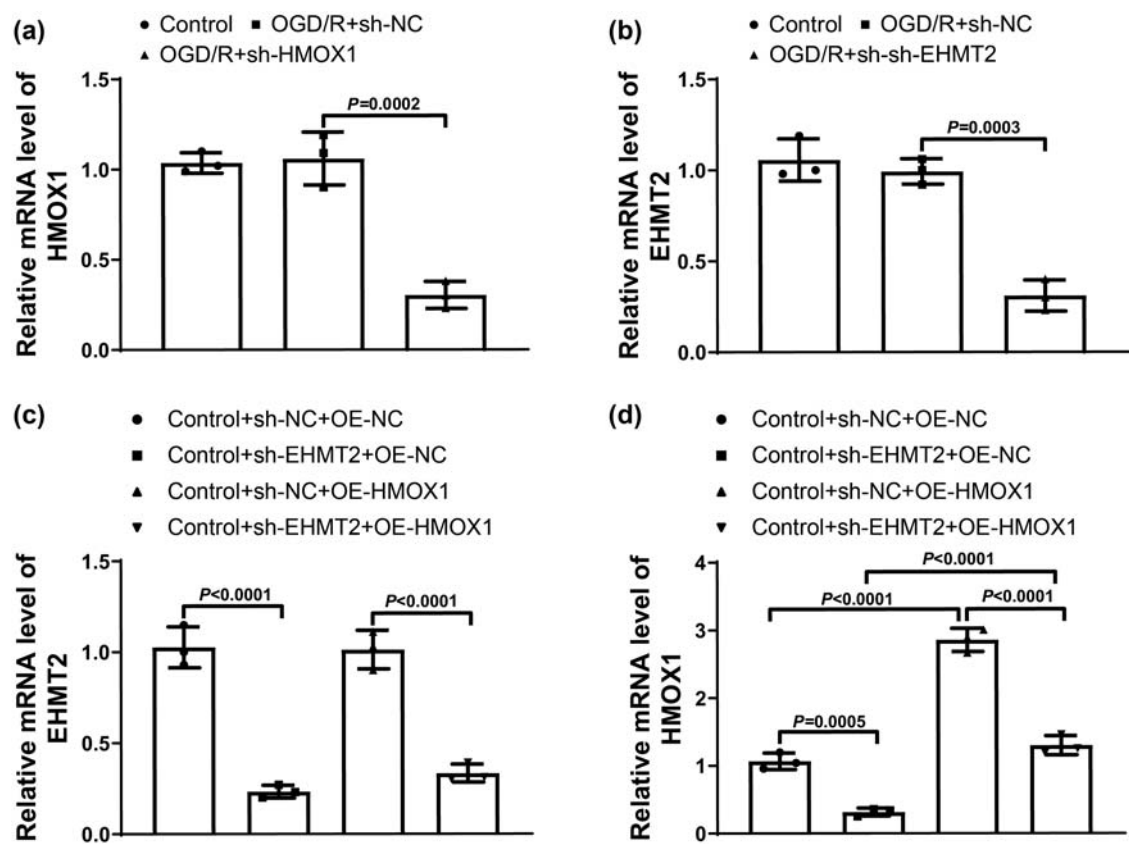 (a)
● Control ■ OGD/R+sh-NC
▲ OGD/R+sh-HMOX1
Relative mRNA level of
HMOX1
1.5
1.0
0.5
0.0
P=0.0002
(b)
● Control ■ OGD/R+sh-NC
▲ OGD/R+sh-sh-EHMT2
Relative mRNA level of
EHMT2
1.5
1.0
0.5
0.0
P=0.0003
(c)
● Control+sh-NC+OE-NC
■ Control+sh-EHMT2+OE-NC
▲ Control+sh-NC+OE-HMOX1
▼ Control+sh-EHMT2+OE-HMOX1
Relative mRNA level of
EHMT2
1.5
1.0
0.5
0.0
P<0.0001
P<0.0001
(d)
● Control+sh-NC+OE-NC
■ Control+sh-EHMT2+OE-NC
▲ Control+sh-NC+OE-HMOX1
▼ Control+sh-EHMT2+OE-HMOX1
Relative mRNA level of
HMOX1
4
3
2
1
0
P<0.0001
P<0.0001
P<0.0001
P=0.0005